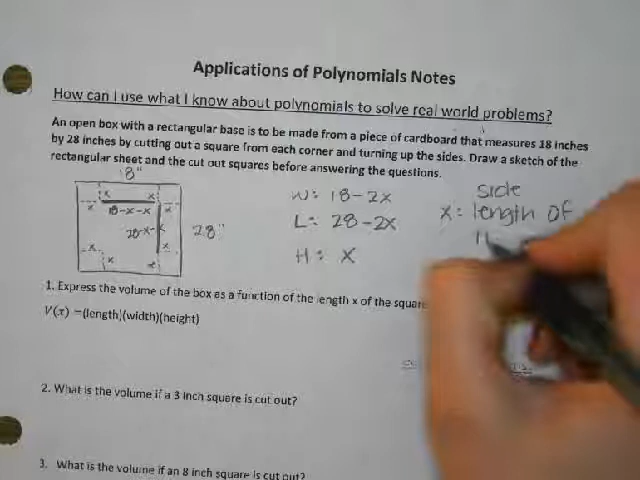 Applications of Polynomials Notes
How can I use what I know about polynomials to solve real world problems?
An open box with a rectangular base is to be made from a piece of cardboard that measures 18 inches
by 28 inches by cutting out a square from each corner and turning up the sides. Draw a sketch of the
rectangular sheet and the cut out squares before answering the questions.
18"
x x
x 18-x-x x
28-x-x 28"
x x
x x
W: 18-2x
L: 28-2x
H: x
side
x: length of
1. Express the volume of the box as a function of the length x of the square
V(x) =(length)(width)(height)
2. What is the volume if a 3 inch square is cut out?
3. What is the volume if an 8 inch square is cut out?